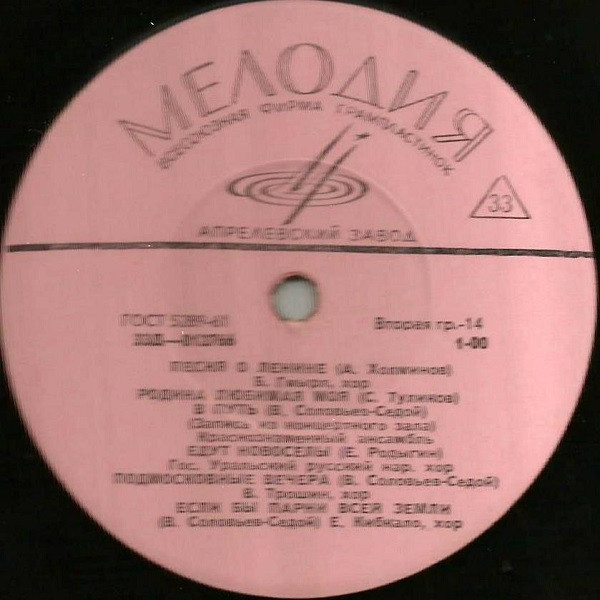 МЕЛОДИЯ
ВСЕСОЮЗНАЯ ФИРМА ГРАМПЛАСТИНОК
33
АПРЕЛЕВСКИЙ ЗАВОД
ГОСТ 5289-61
Вторая гр.-14
33Д—
1-00
ПЕСНЯ О ЛЕНИНЕ (А. Холминов)
Б. Гмыря, хор
РОДИНА ЛЮБИМАЯ МОЯ (С. Туликов)
В ПУТЬ (В. Соловьев-Седой)
(Запись из концертного зала)
Краснознаменный ансамбль
ЕДУТ НОВОСЕЛЫ (Е. Родыгин)
Гос. Уральский русский нар. хор
ПОДМОСКОВНЫЕ ВЕЧЕРА (В. Соловьев-Седой)
В. Трошин, хор
ЕСЛИ БЫ ПАРНИ ВСЕЙ ЗЕМЛИ
(В. Соловьев-Седой) Е. Кибкало, хор